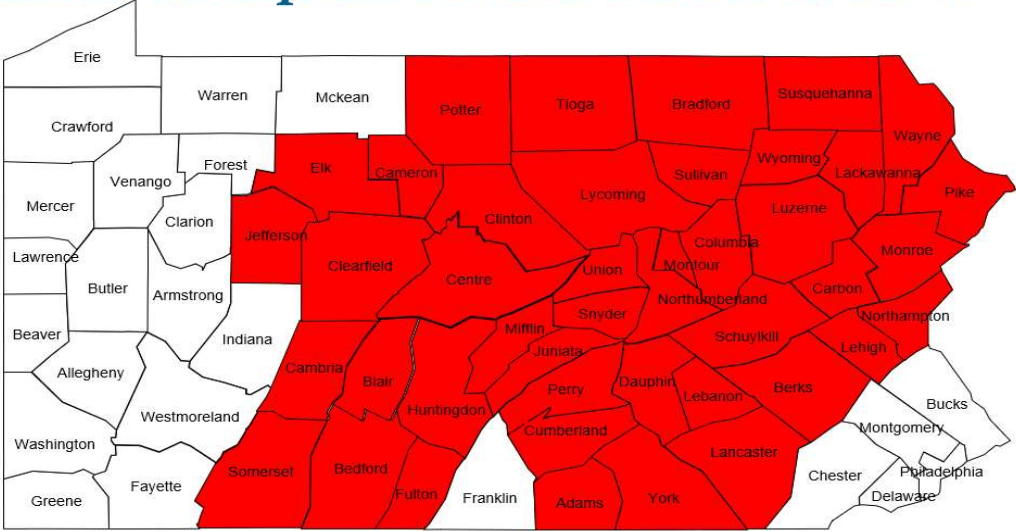 Erie
Warren
Mckean
Crawford
Potter
Tioga
Bradford
Susquehanna
Wayne
Forest
Venango
Elk
Cameron
Sullivan
Wyoming
Lackawanna
Pike
Mercer
Clarion
Lycoming
Luzerne
Clinton
Jefferson
Lawrence
Clearfield
Centre
Union
Columbia
Montour
Monroe
Butler
Armstrong
Carbon
Northumberland
Snyder
Northampton
Beaver
Indiana
Mifflin
Schuylkill
Juniata
Lehigh
Allegheny
Cambria
Blair
Perry
Dauphin
Lebanon
Berks
Huntingdon
Bucks
Westmoreland
Cumberland
Montgomery
Washington
Lancaster
Somerset
Bedford
Chester
Philadelphia
Greene
Fayette
Fulton
Franklin
Adams
York
Delaware